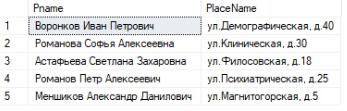 Pname PlaceName
1 Воронков Иван Петрович ул.Демографическая, д.40
2 Романова Софья Алексеевна ул.Клиническая, д.30
3 Астафьева Светлана Захаровна ул.Филосовская, д.18
4 Романов Петр Алексеевич ул.Психиатрическая, д.25
5 Меншиков Александр Данилович ул.Магнитогорская, д.5